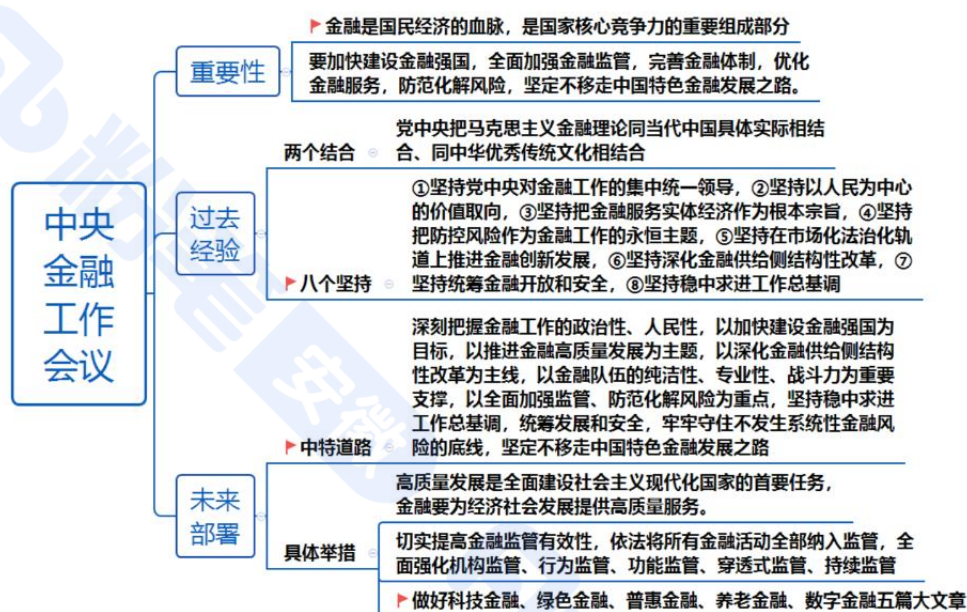 中央
金融
工作
会议
重要性
金融是国民经济的血脉，是国家核心竞争力的重要组成部分
要加快建设金融强国，全面加强金融监管，完善金融体制，优化
金融服务，防范化解风险，坚定不移走中国特色金融发展之路。
过去
经验
两个结合
党中央把马克思主义金融理论同当代中国具体实际相结
合、同中华优秀传统文化相结合
八个坚持
①坚持党中央对金融工作的集中统一领导，②坚持以人民为中心
的价值取向，③坚持把金融服务实体经济作为根本宗旨，④坚持
把防控风险作为金融工作的永恒主题，⑤坚持在市场化法治化轨
道上推进金融创新发展，⑥坚持深化金融供给侧结构性改革，⑦
坚持统筹金融开放和安全，⑧坚持稳中求进工作总基调
未来
部署
中特道路
深刻把握金融工作的政治性、人民性，以加快建设金融强国为
目标，以推进金融高质量发展为主题，以深化金融供给侧结构
性改革为主线，以金融队伍的纯洁性、专业性、战斗力为重要
支撑，以全面加强监管、防范化解风险为重点，坚持稳中求进
工作总基调，统筹发展和安全，牢牢守住不发生系统性金融风
险的底线，坚定不移走中国特色金融发展之路
具体举措
高质量发展是全面建设社会主义现代化国家的首要任务，
金融要为经济社会发展提供高质量服务。
切实提高金融监管有效性，依法将所有金融活动全部纳入监管，全
面强化机构监管、行为监管、功能监管、穿透式监管、持续监管
做好科技金融、绿色金融、普惠金融、养老金融、数字金融五篇大文章
粉笔
安徽